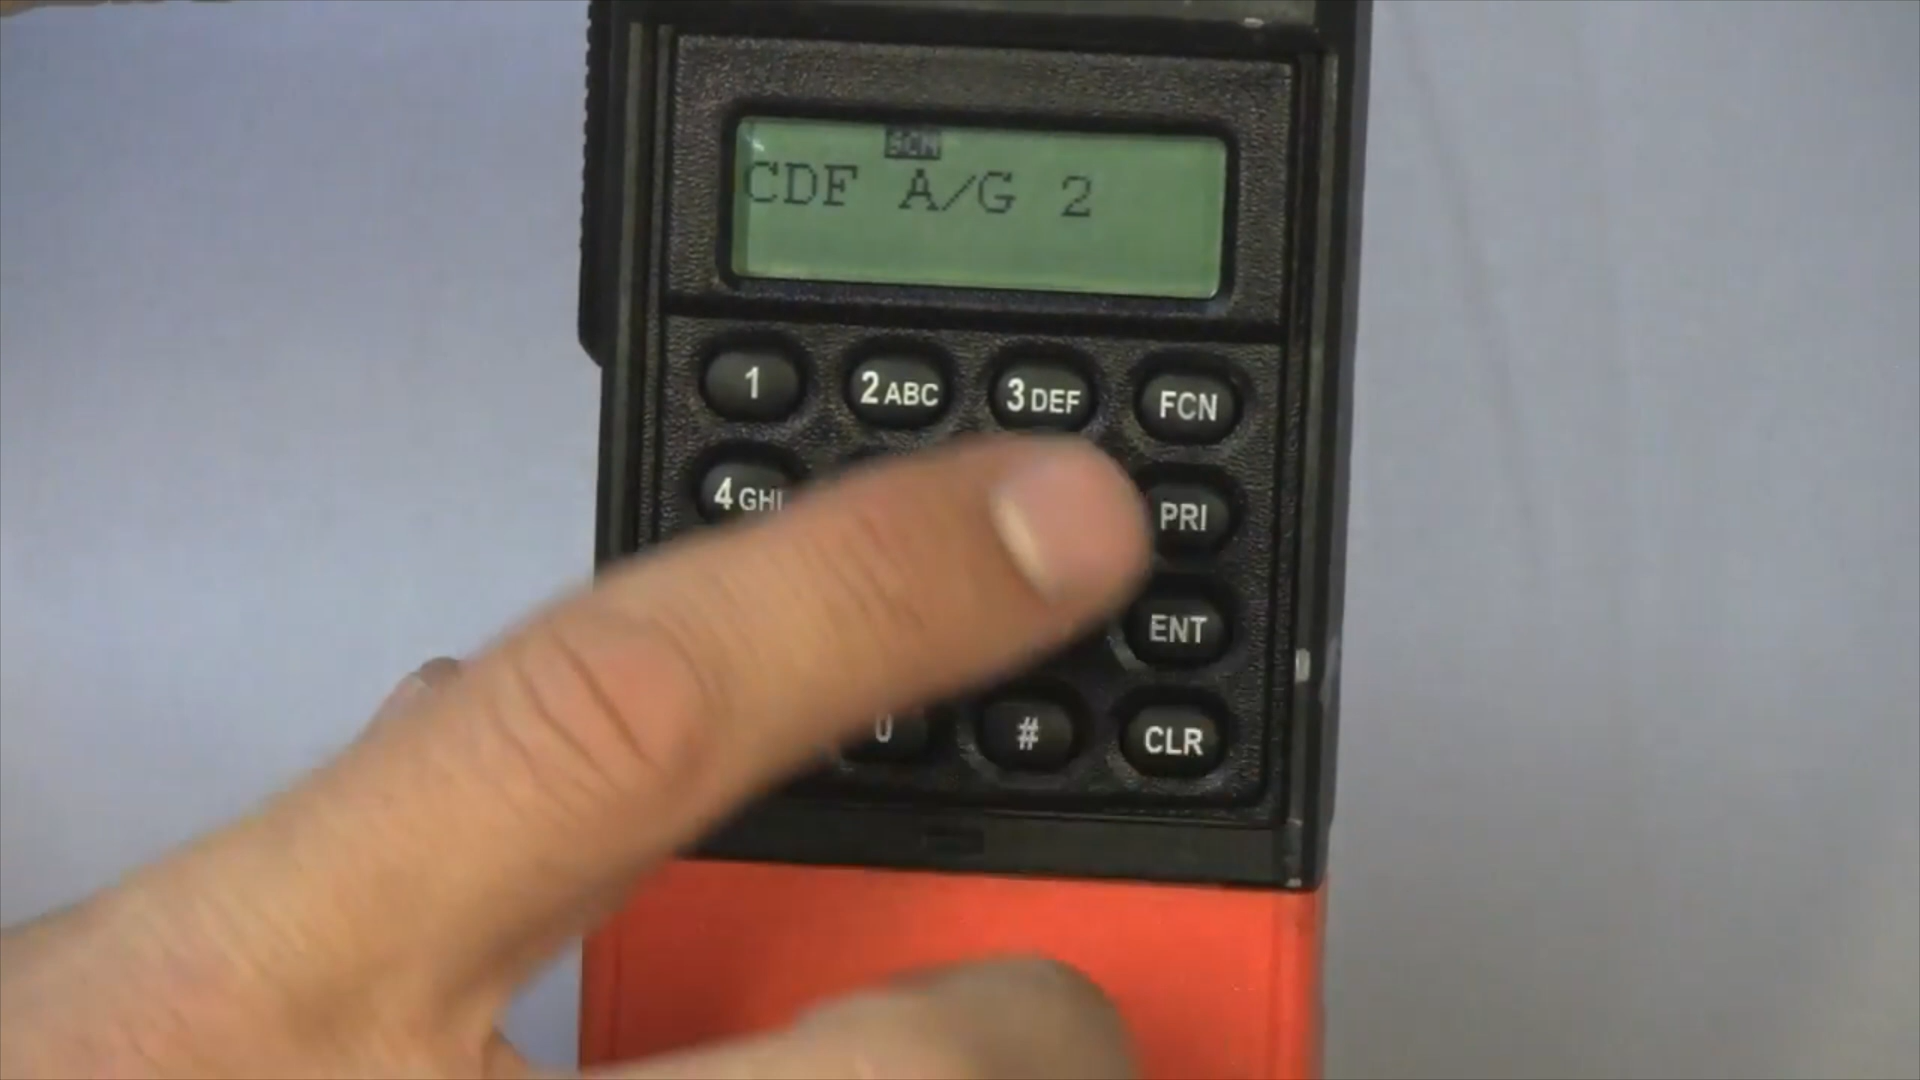 SCN
CDF A/G 2
1 2ABC 3DEF FCN
4GHI PRI
ENT
0 # CLR